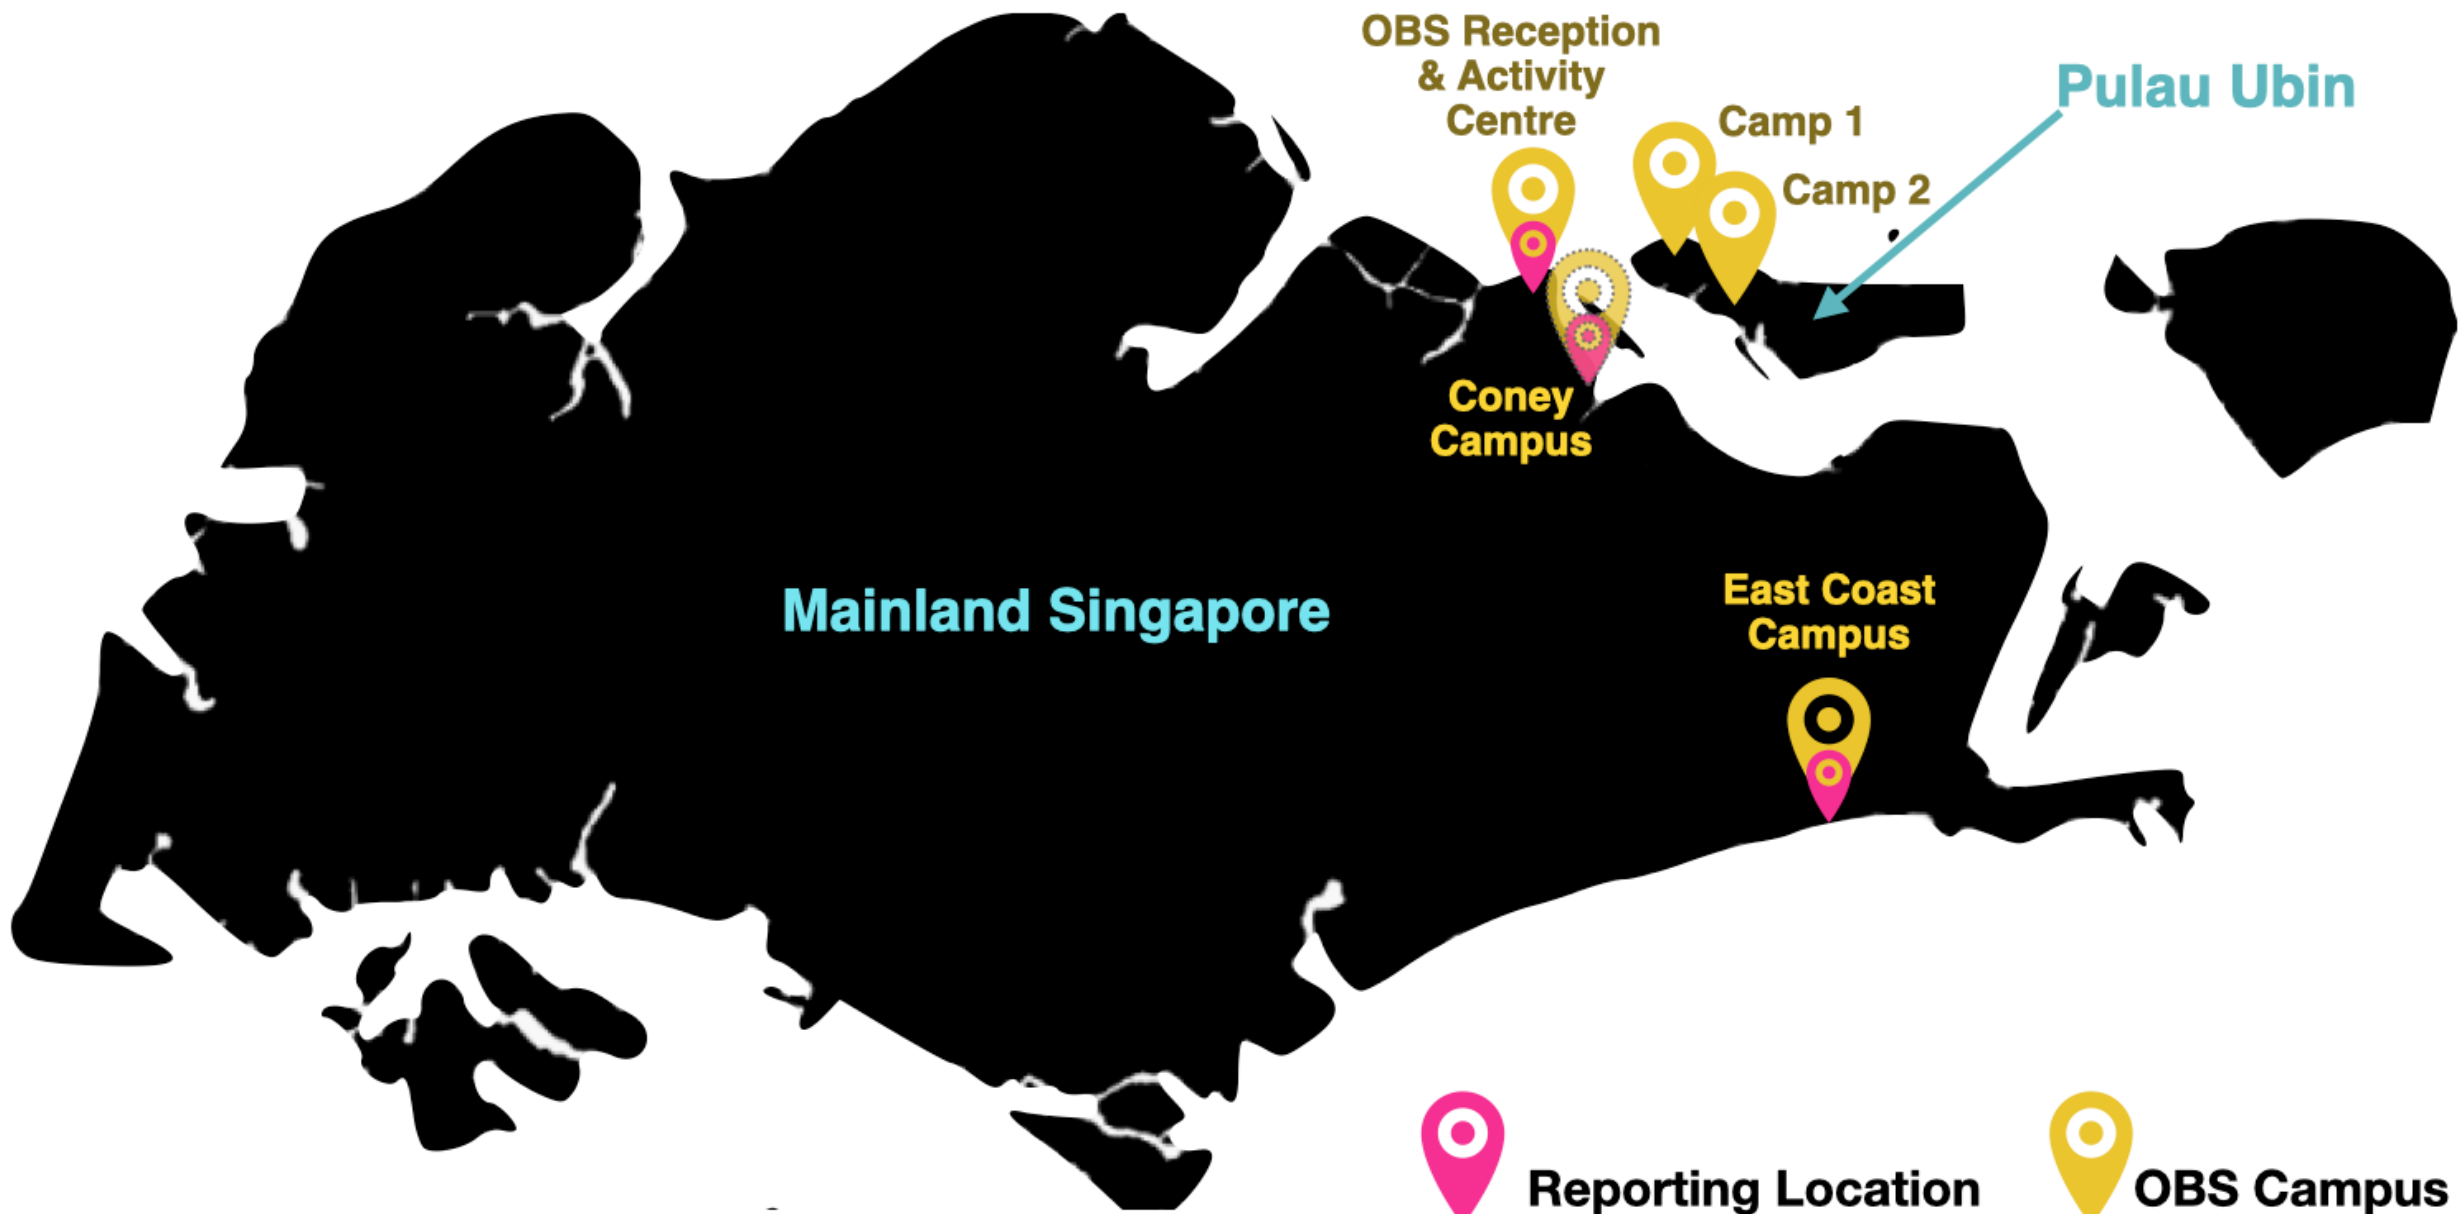 OBS Reception
& Activity
Centre
Pulau Ubin
Camp 1
Camp 2
Coney
Campus
Mainland Singapore
East Coast
Campus
Reporting Location
OBS Campus